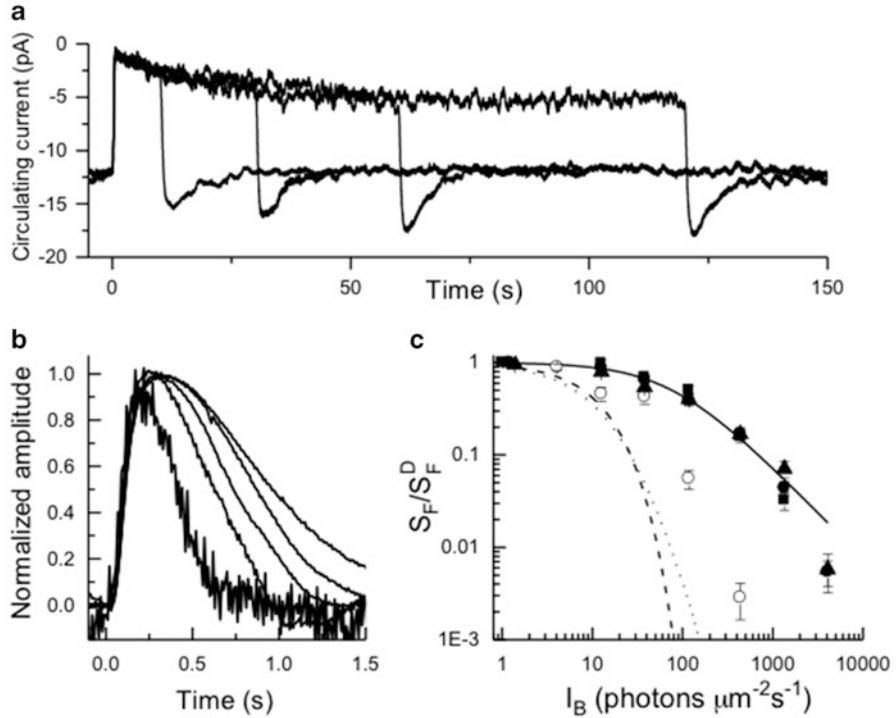 a
Circulating current (pA)
0
-5
-10
-15
-20
0
50
100
150
Time (s)
b
Normalized amplitude
1.0
0.8
0.6
0.4
0.2
0.0
0.0
0.5
1.0
1.5
Time (s)
c
S_F/S_F^D
1
0.1
0.01
1E-3
1
10
100
1000
10000
I_B (photons μm⁻²s⁻¹)